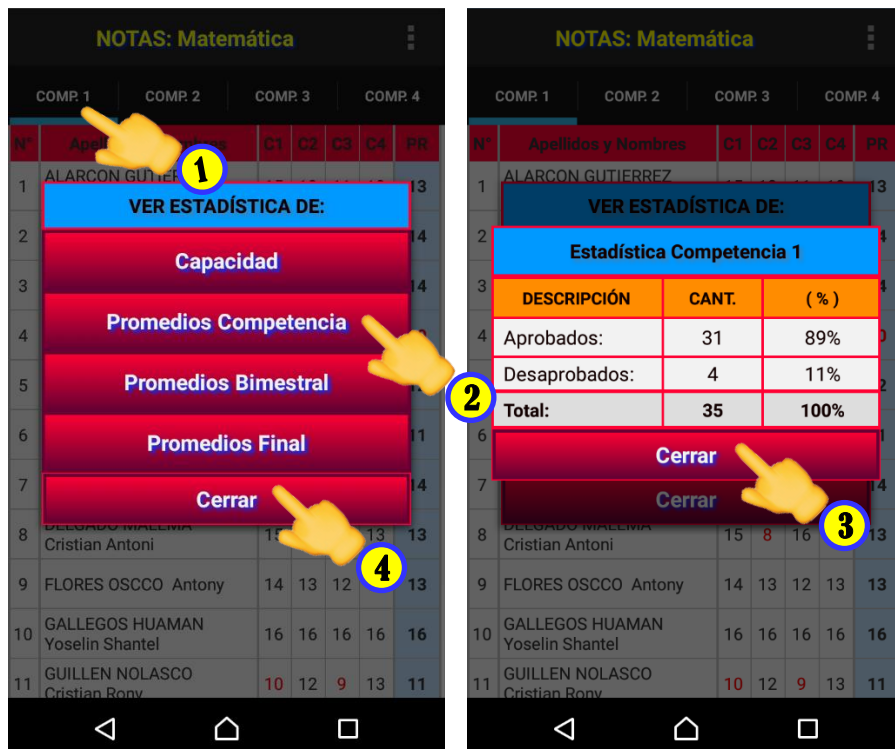 NOTAS: Matemática
COMP. 1 COMP. 2 COMP. 3 COMP. 4
N° C1 C2 C3 C4 PR
1
1 ALARCON 13
VER ESTADÍSTICA DE:
2 14
Capacidad
3 14
Promedios Competencia
4
Promedios Bimestral
5
Promedios Final
6 11
Cerrar
7 14
8 Cristian Antoni 13 13
4
9 FLORES OSCCO Antony 14 13 12 13
10 GALLEGOS HUAMAN
Yoselin Shantel 16 16 16 16 16
11 GUILLEN NOLASCO
Cristian Rony 10 12 9 13 11
NOTAS: Matemática
COMP. 1 COMP. 2 COMP. 3 COMP. 4
N° Apellidos y Nombres C1 C2 C3 C4 PR
1 ALARCON GUTIERREZ 13
VER ESTADÍSTICA DE:
2
Estadística Competencia 1
3
DESCRIPCIÓN CANT. ( % )
4
Aprobados: 31 89%
Desaprobados: 4 11%
2
Total: 35 100%
6
Cerrar
7 14
Cerrar
3
8 DELGADO MALLMA
Cristian Antoni 15 8 16 13
9 FLORES OSCCO Antony 14 13 12 13 13
10 GALLEGOS HUAMAN
Yoselin Shantel 16 16 16 16 16
11 GUILLEN NOLASCO
Cristian Rony 10 12 9 13 11